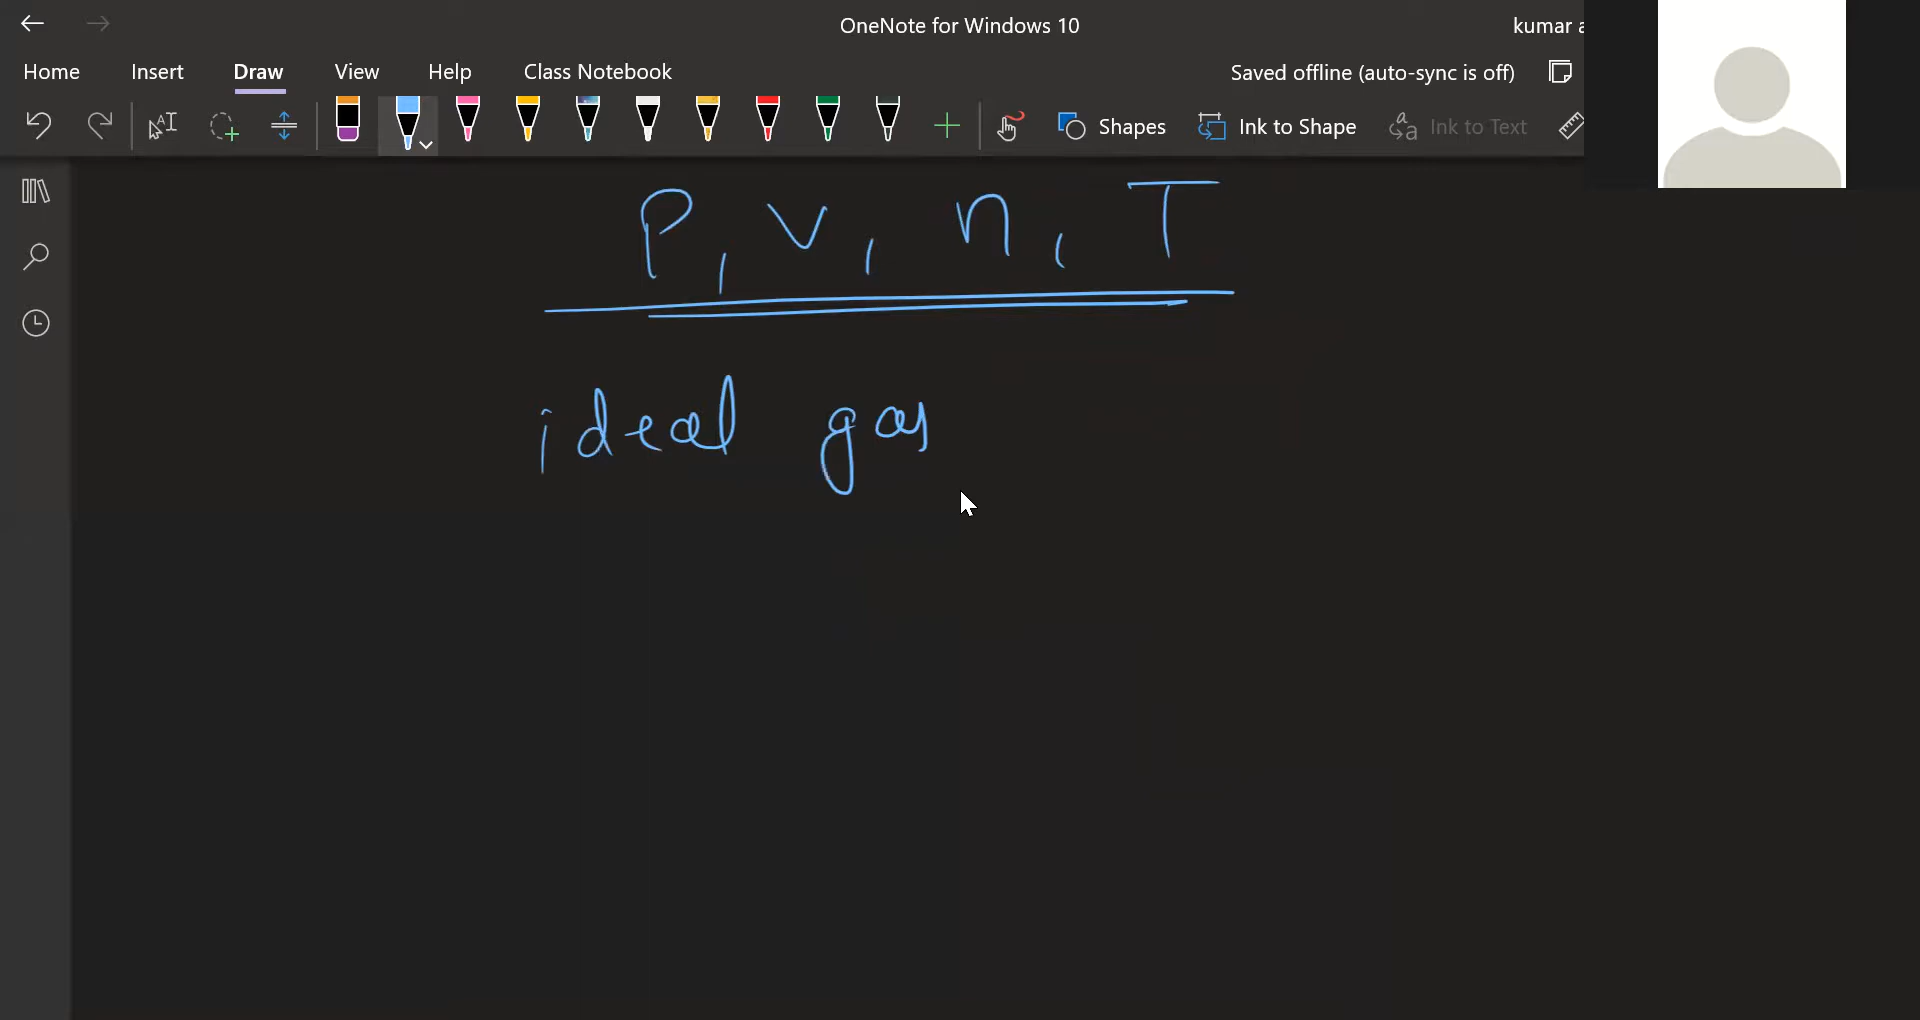 OneNote for Windows 10
kumar a
Home Insert Draw View Help Class Notebook
Saved offline (auto-sync is off)
Shapes Ink to Shape Ink to Text
P, V, n, T
ideal gas